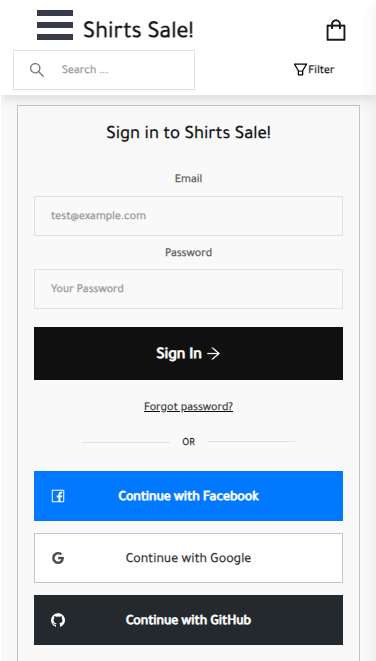 Shirts Sale!
Search ...
Filter
Sign in to Shirts Sale!
Email
test@example.com
Password
Your Password
Sign In
Forgot password?
OR
Continue with Facebook
Continue with Google
Continue with GitHub